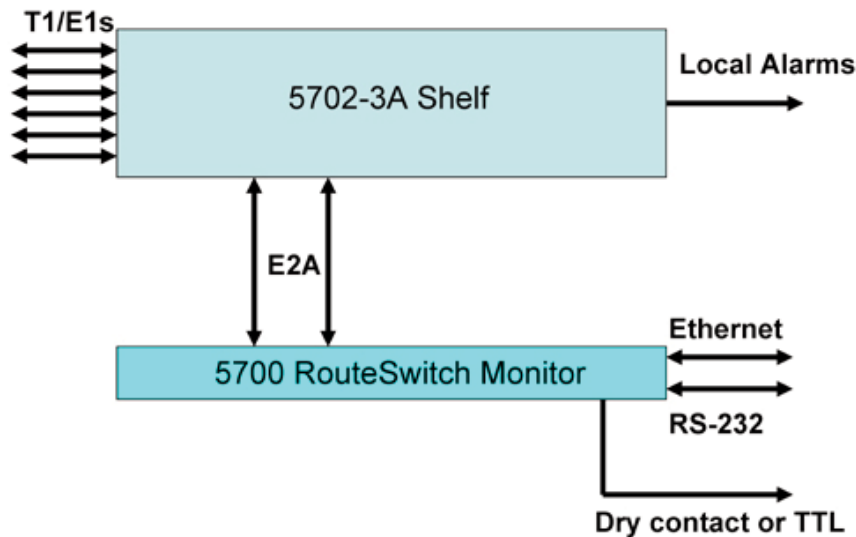 T1/E1s
5702-3A Shelf
Local Alarms
E2A
Ethernet
5700 RouteSwitch Monitor
RS-232
Dry contact or TTL